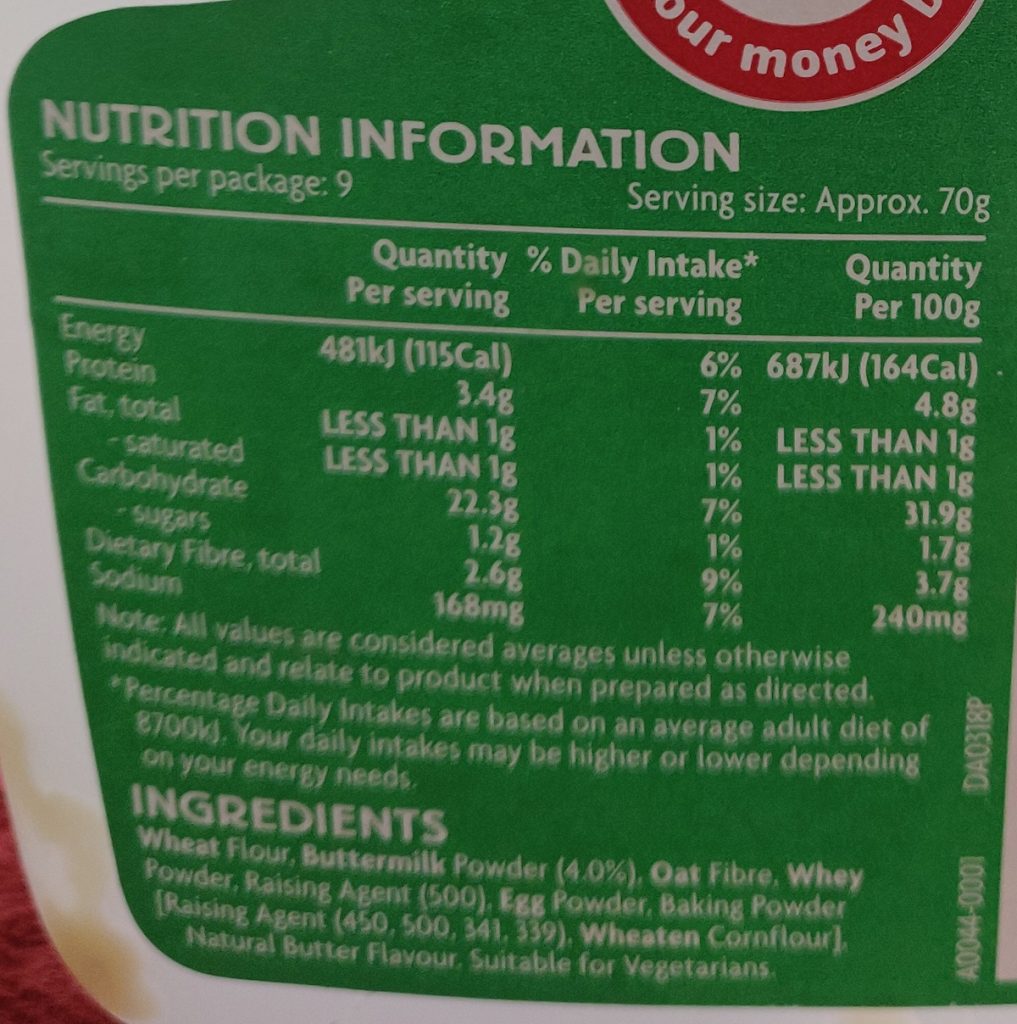 our money
NUTRITION INFORMATION
Servings per package: 9
Serving size: Approx. 70g
Quantity % Daily Intake* Quantity
Per serving Per serving Per 100g
Energy 481kJ (115Cal) 6% 687kJ (164Cal)
Protein 3.4g 7% 4.8g
Fat, total LESS THAN 1g 1% LESS THAN 1g
- saturated LESS THAN 1g 1% LESS THAN 1g
Carbohydrate 22.3g 7% 31.9g
- sugars 1.2g 1% 1.7g
Dietary Fibre, total 2.6g 9% 3.7g
Sodium 168mg 7% 240mg
Note: All values are considered averages unless otherwise
indicated and relate to product when prepared as directed.
*Percentage Daily Intakes are based on an average adult diet of
8700kJ. Your daily intakes may be higher or lower depending
on your energy needs.
INGREDIENTS
Wheat Flour, Buttermilk Powder (4.0%), Oat Fibre, Whey
Powder, Raising Agent (500), Egg Powder, Baking Powder
[Raising Agent (450, 500, 341, 339), Wheaten Cornflour],
Natural Butter Flavour. Suitable for Vegetarians.
A0044-0001 DA0318P